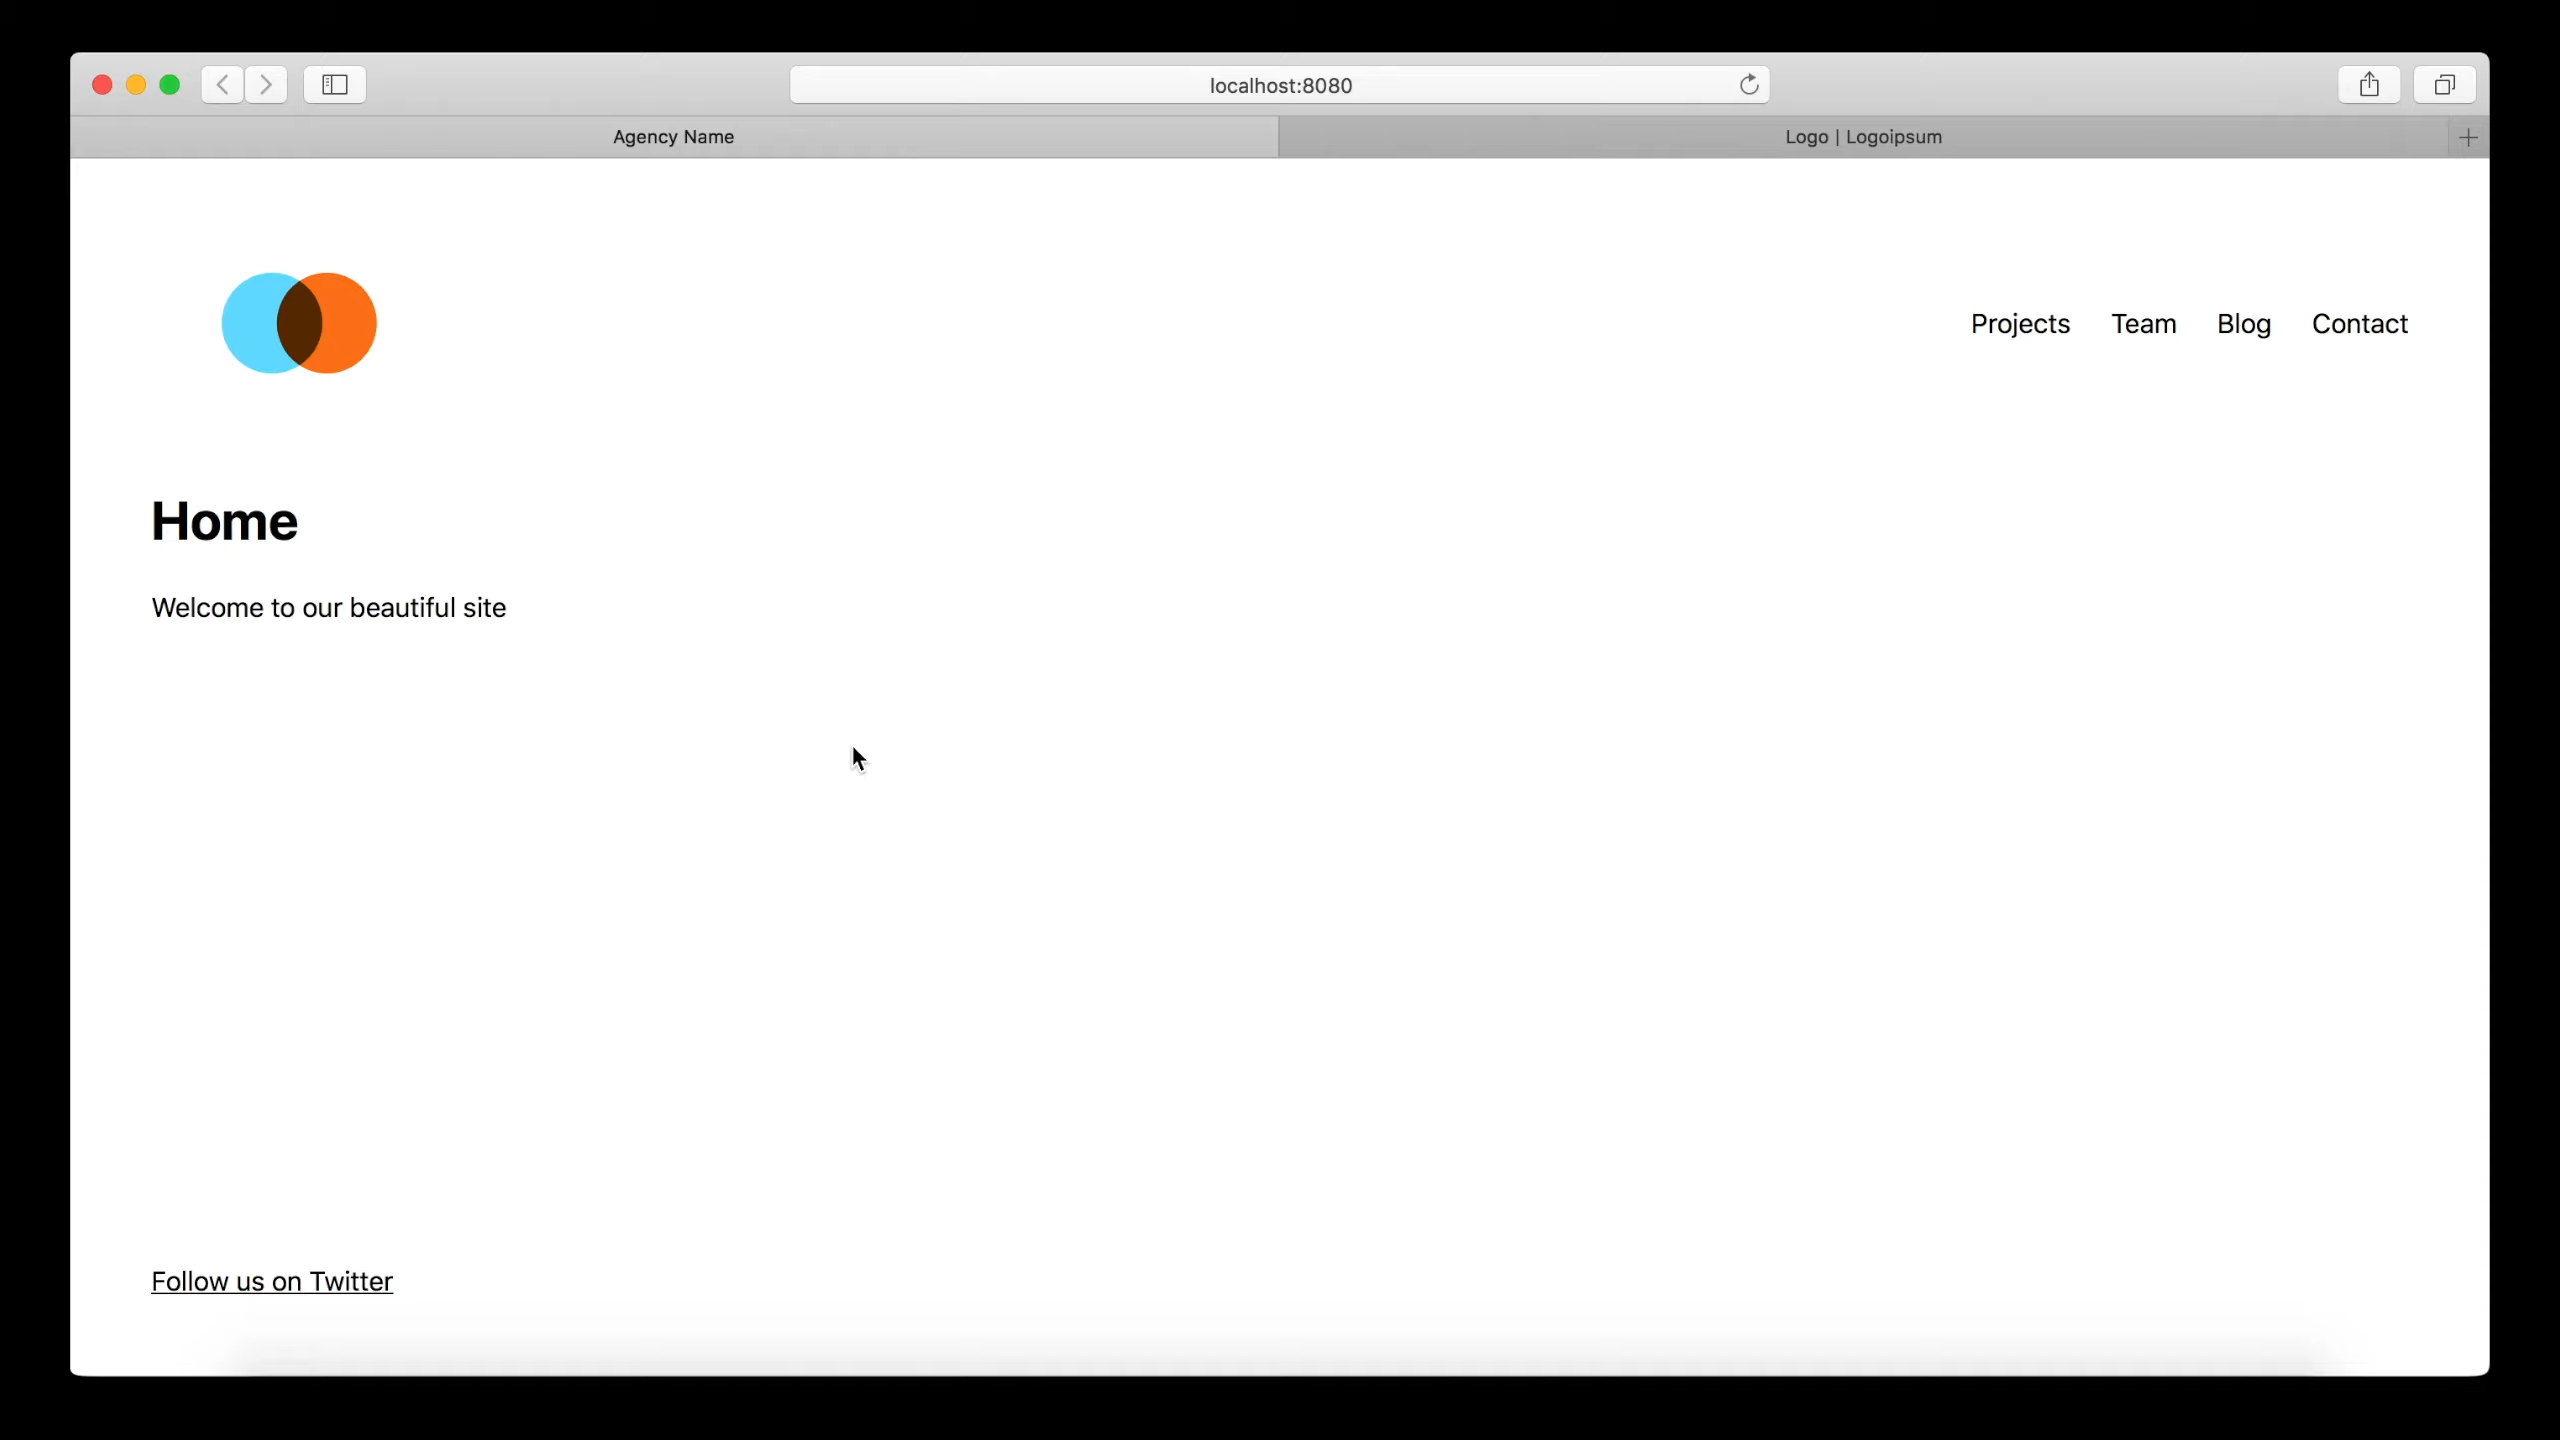 localhost:8080
Agency Name
Logo | Logoipsum
Projects Team Blog Contact
Home
Welcome to our beautiful site
Follow us on Twitter